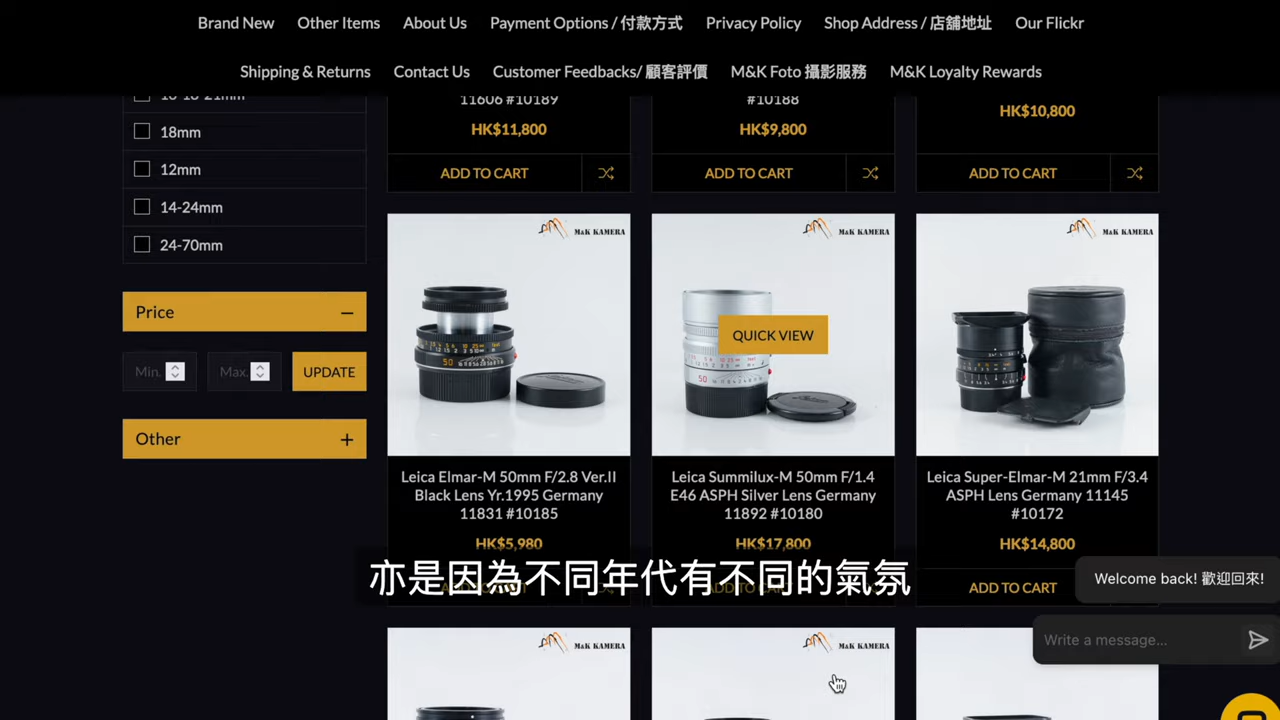 Brand New
Other Items
About Us
Payment Options / 付款方式
Privacy Policy
Shop Address / 店舖地址
Our Flickr
Shipping & Returns
Contact Us
Customer Feedbacks/ 顧客評價
M&K Foto 攝影服務
M&K Loyalty Rewards
18mm
12mm
14-24mm
24-70mm
Price
Min.
Max.
UPDATE
Other
11606 #10189
HK$11,800
ADD TO CART
#10188
HK$9,800
ADD TO CART
HK$10,800
ADD TO CART
M&K KAMERA
50
Leica Elmar-M 50mm F/2.8 Ver.II
Black Lens Yr.1995 Germany
11831 #10185
HK$5,980
M&K KAMERA
QUICK VIEW
50
Leica Summilux-M 50mm F/1.4
E46 ASPH Silver Lens Germany
11892 #10180
HK$17,800
M&K KAMERA
Leica Super-Elmar-M 21mm F/3.4
ASPH Lens Germany 11145
#10172
HK$14,800
ADD TO CART
亦是因為不同年代有不同的氣氛
Welcome back! 歡迎回來!
Write a message...
M&K KAMERA
M&K KAMERA